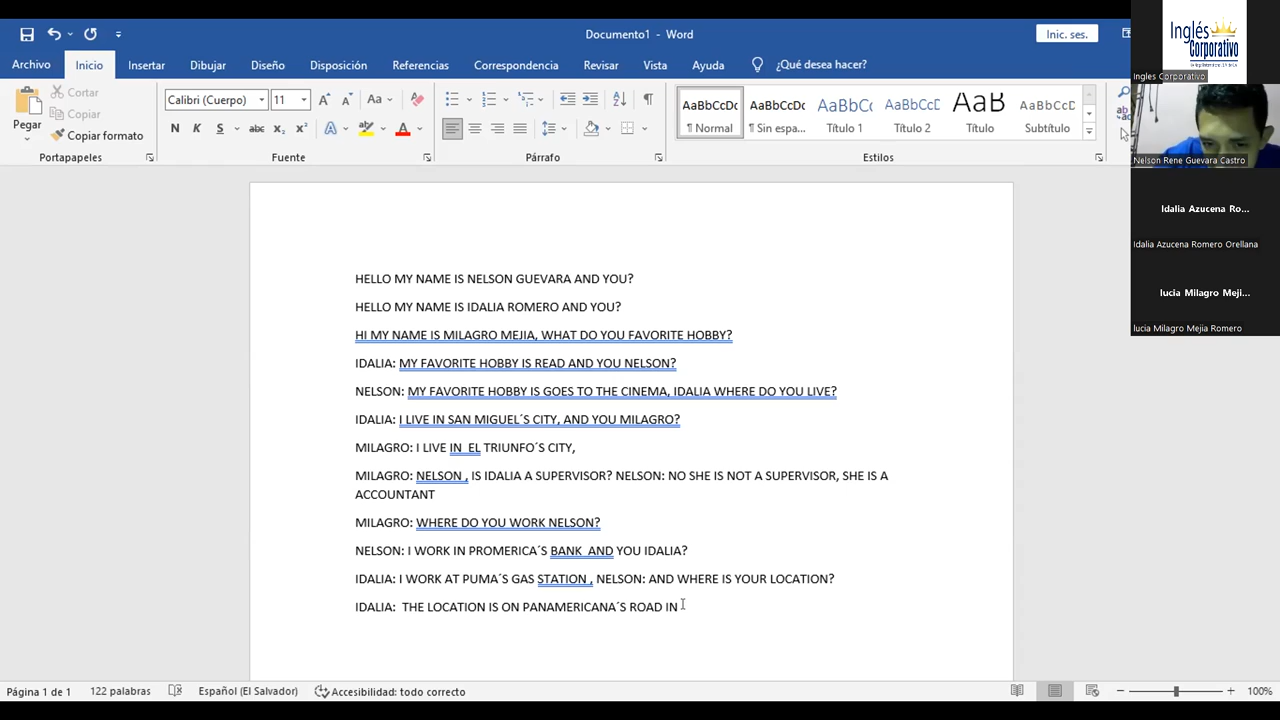 Documento1 - Word
Inic. ses.
Inglés
Corporativo
Archivo Inicio Insertar Dibujar Diseño Disposición Referencias Correspondencia Revisar Vista Ayuda ¿Qué desea hacer?
Ingles Corporativo
Pegar
Cortar
Copiar
Copiar formato
Calibri (Cuerpo) 11
Portapapeles Fuente Párrafo Estilos
AaBbCcDc AaBbCcDc AaBbCc AaBbCcD AaB AaBbCcD
¶ Normal ¶ Sin espa... Título 1 Título 2 Título Subtítulo
Nelson Rene Guevara Castro
Idalia Azucena Ro...
Idalia Azucena Romero Orellana
lucia Milagro Meji...
lucia Milagro Mejia Romero
HELLO MY NAME IS NELSON GUEVARA AND YOU?
HELLO MY NAME IS IDALIA ROMERO AND YOU?
HI MY NAME IS MILAGRO MEJIA, WHAT DO YOU FAVORITE HOBBY?
IDALIA: MY FAVORITE HOBBY IS READ AND YOU NELSON?
NELSON: MY FAVORITE HOBBY IS GOES TO THE CINEMA, IDALIA WHERE DO YOU LIVE?
IDALIA: I LIVE IN SAN MIGUEL´S CITY, AND YOU MILAGRO?
MILAGRO: I LIVE IN EL TRIUNFO´S CITY,
MILAGRO: NELSON , IS IDALIA A SUPERVISOR? NELSON: NO SHE IS NOT A SUPERVISOR, SHE IS A
ACCOUNTANT
MILAGRO: WHERE DO YOU WORK NELSON?
NELSON: I WORK IN PROMERICA´S BANK AND YOU IDALIA?
IDALIA: I WORK AT PUMA´S GAS STATION , NELSON: AND WHERE IS YOUR LOCATION?
IDALIA: THE LOCATION IS ON PANAMERICANA´S ROAD IN
Página 1 de 1 122 palabras Español (El Salvador) Accesibilidad: todo correcto 100%